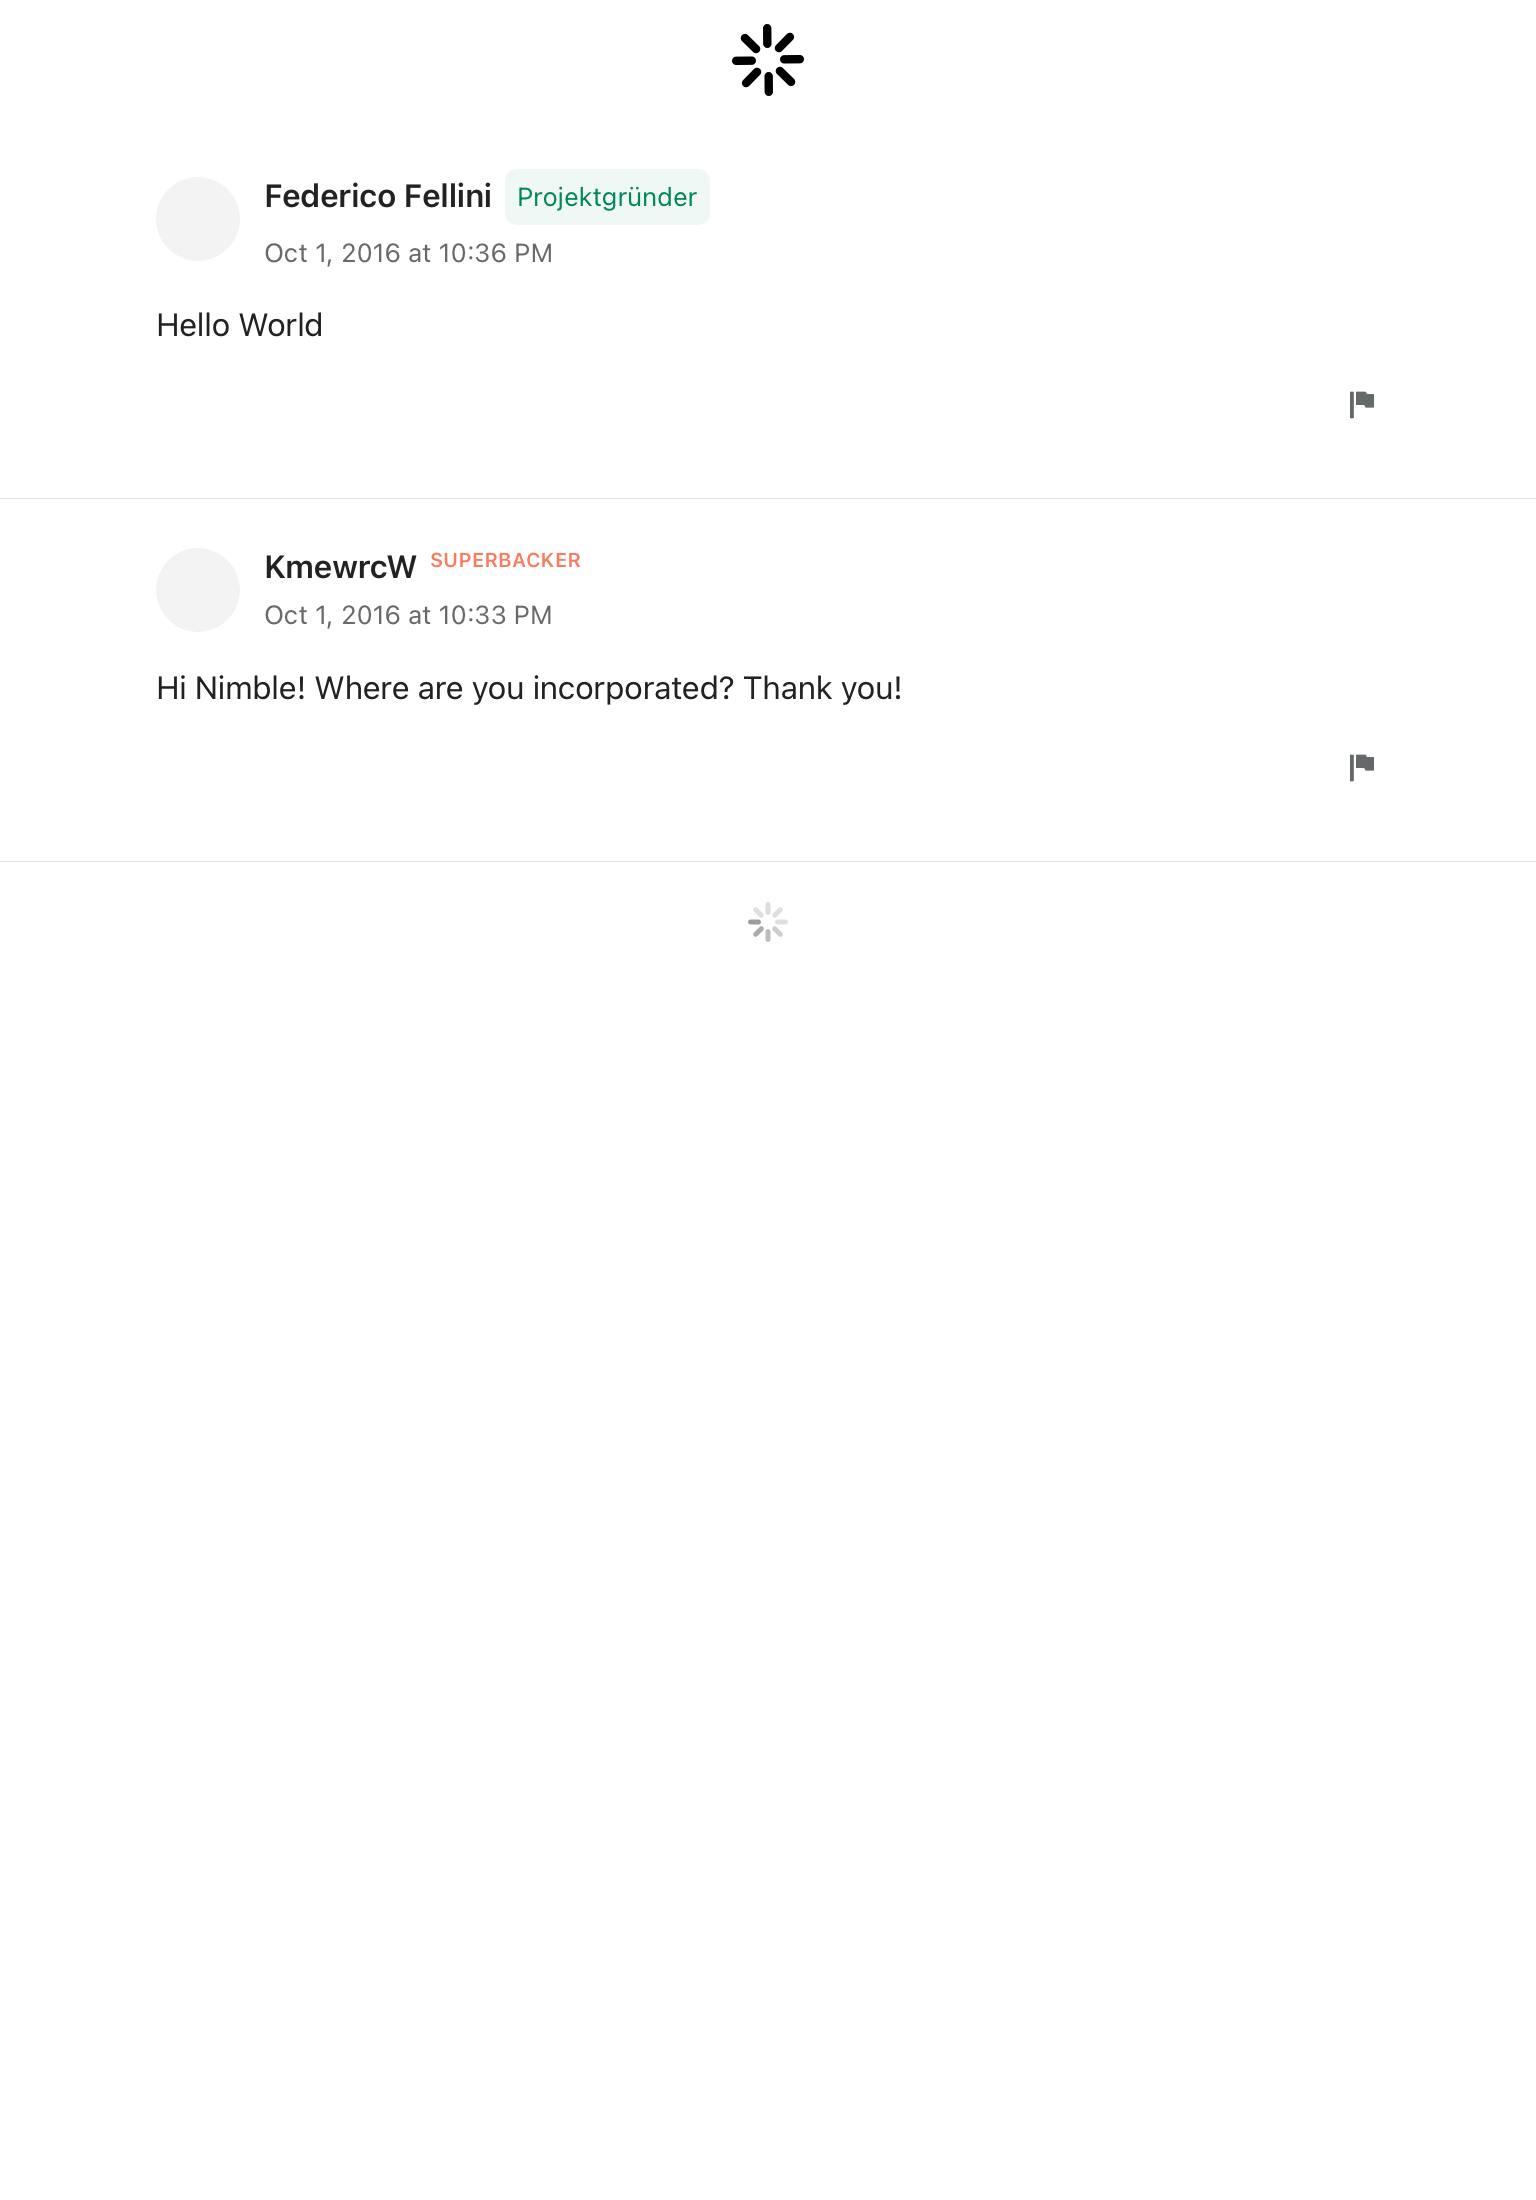 Federico Fellini Projektgründer
Oct 1, 2016 at 10:36 PM
Hello World
KmewrcW SUPERBACKER
Oct 1, 2016 at 10:33 PM
Hi Nimble! Where are you incorporated? Thank you!